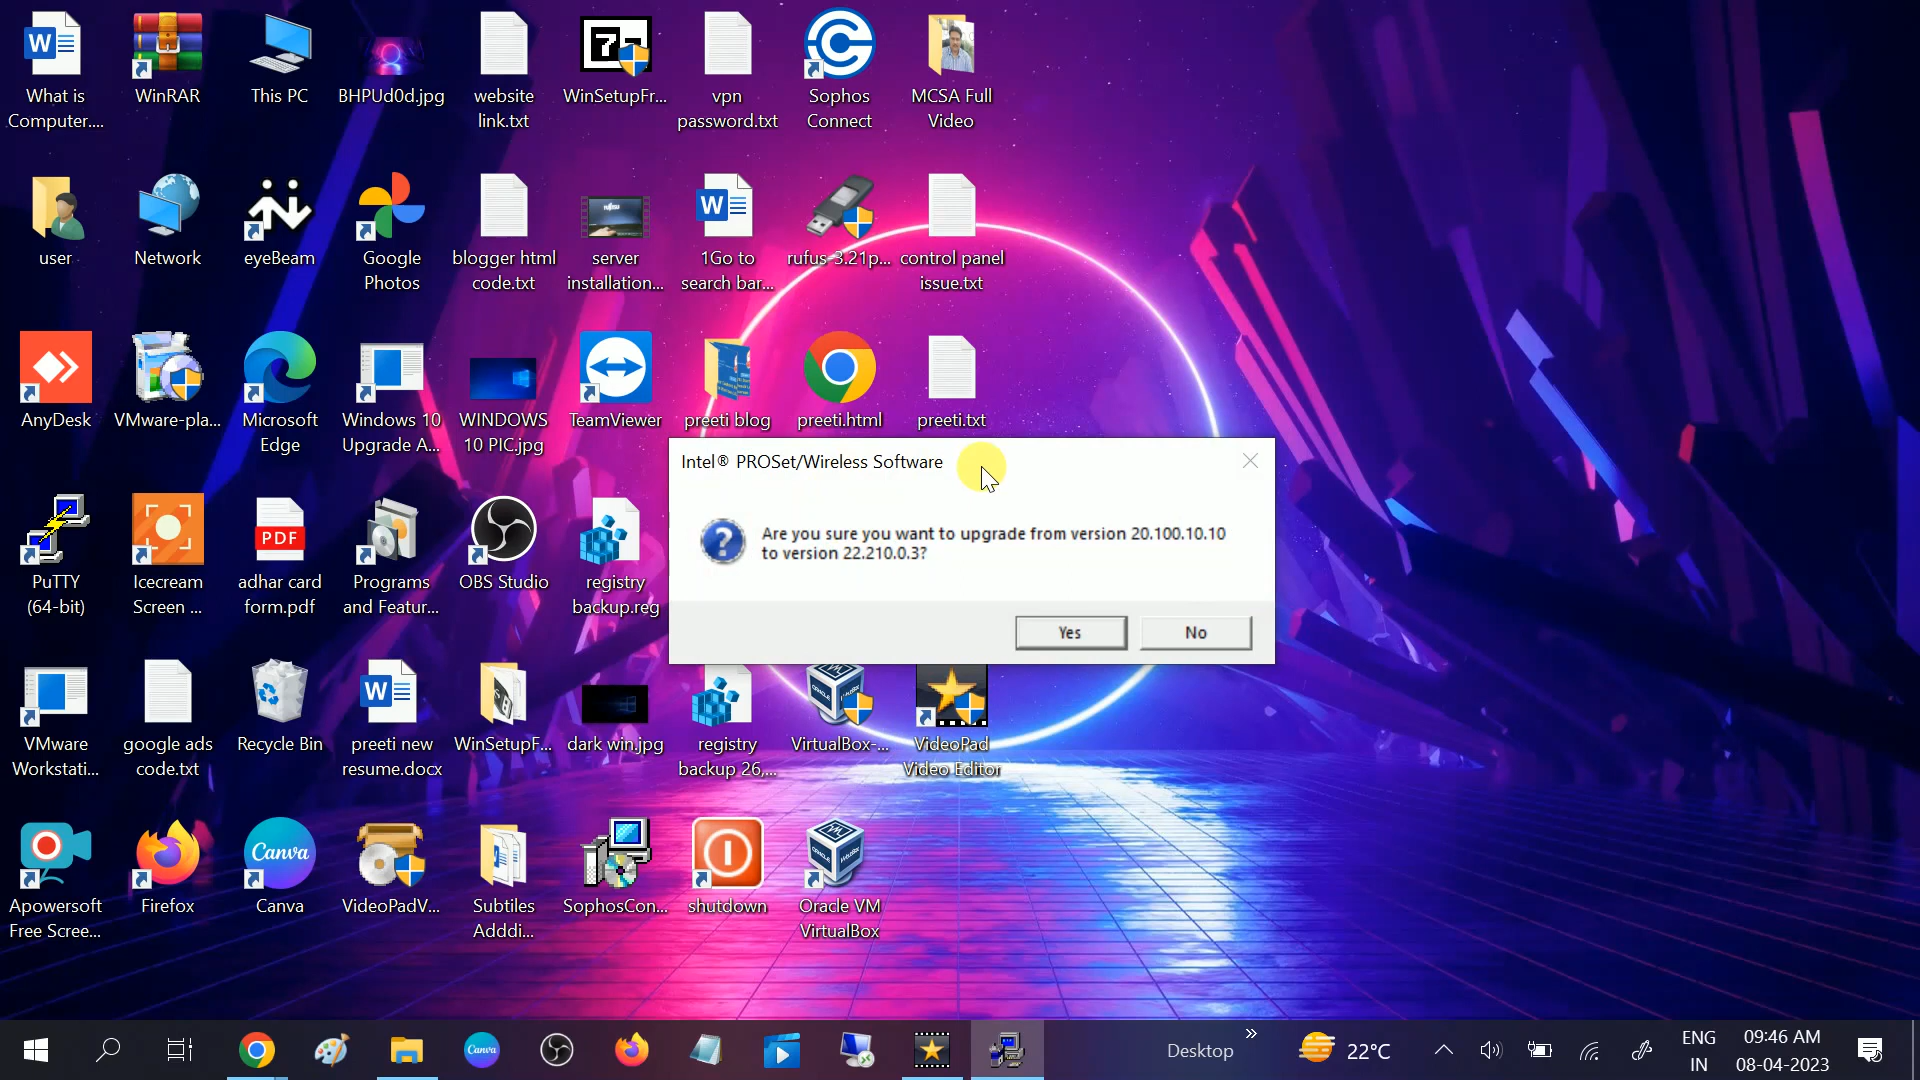 What is
Computer....
WinRAR
This PC
BHPUd0d.jpg
website
link.txt
WinSetupFr...
vpn
password.txt
Sophos
Connect
MCSA Full
Video
user
Network
eyeBeam
Google
Photos
blogger html
code.txt
server
installation...
1Go to
search bar...
rufus-3.21p...
control panel
issue.txt
AnyDesk
VMware-pla...
Microsoft
Edge
Windows 10
Upgrade A...
WINDOWS
10 PIC.jpg
TeamViewer
preeti blog
preeti.html
preeti.txt
Intel® PROSet/Wireless Software
Are you sure you want to upgrade from version 20.100.10.10
to version 22.210.0.3?
Yes
No
PuTTY
(64-bit)
Icecream
Screen ...
PDF
adhar card
form.pdf
Programs
and Featur...
OBS Studio
registry
backup.reg
VMware
Workstati...
google ads
code.txt
Recycle Bin
preeti new
resume.docx
WinSetupF...
dark win.jpg
registry
backup 26,...
VirtualBox-...
VideoPad
Video Editor
Apowersoft
Free Scree...
Firefox
Canva
Canva
VideoPadV...
Subtiles
Adddi...
SophosCon...
shutdown
Oracle VM
VirtualBox
Canva
Desktop
22°C
ENG
IN
09:46 AM
08-04-2023